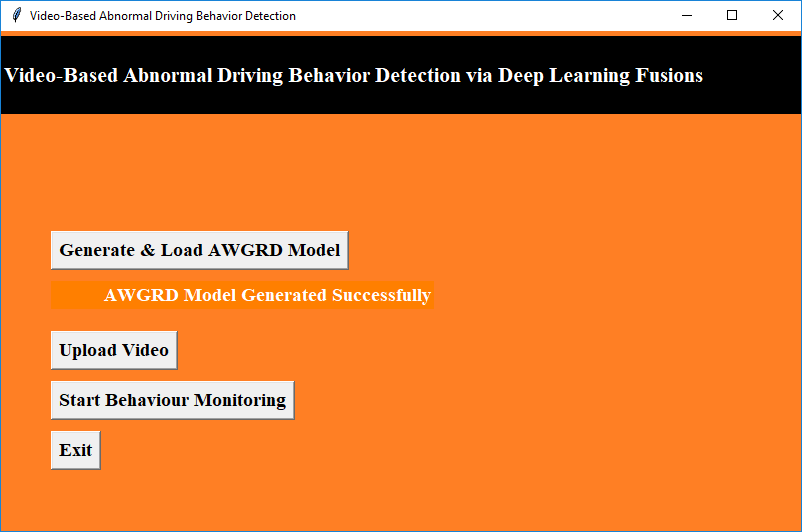 Video-Based Abnormal Driving Behavior Detection
Video-Based Abnormal Driving Behavior Detection via Deep Learning Fusions
Generate & Load AWGRD Model
AWGRD Model Generated Successfully
Upload Video
Start Behaviour Monitoring
Exit